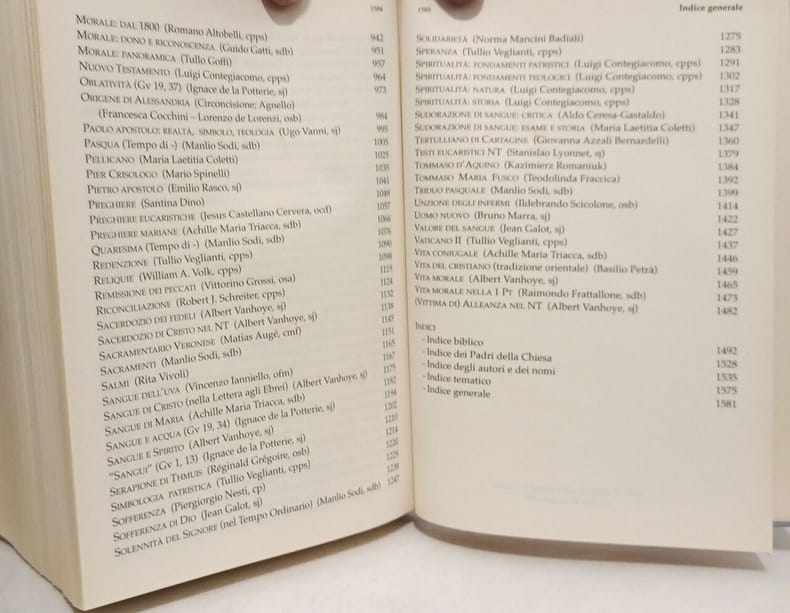 1584
MORALE: DAL 1800 (Romano Altobelli, cpps) 942
MORALE: DONO E RICONOSCENZA (Guido Gatti, sdb) 951
MORALE: PANORAMICA (Tullo Goffi) 957
NUOVO TESTAMENTO (Luigi Contegiacomo, cpps) 964
OBLATIVITÀ (Gv 19, 37) (Ignace de la Potterie, sj) 973
ORIGENE DI ALESSANDRIA (Circoncisione; Agnello)
(Francesca Cocchini – Lorenzo de Lorenzi, osb) 984
PAOLO APOSTOLO: REALTÀ, SIMBOLO, TEOLOGIA (Ugo Vanni, sj) 995
PASQUA (Tempo di -) (Manlio Sodi, sdb) 1005
PELLICANO (Maria Laetitia Coletti) 1025
PIER CRISOLOGO (Mario Spinelli) 1035
PIETRO APOSTOLO (Emilio Rasco, sj) 1041
PREGHIERE (Santina Dino) 1049
PREGHIERE EUCARISTICHE (Jesus Castellano Cervera, ocd) 1057
PREGHIERE MARIANE (Achille Maria Triacca, sdb) 1066
QUARESIMA (Tempo di -) (Manlio Sodi, sdb) 1076
REDENZIONE (Tullio Veglianti, cpps) 1090
RELIQUIE (William A. Volk, cpps) 1098
REMISSIONE DEI PECCATI (Vittorino Grossi, osa) 1115
RICONCILIAZIONE (Robert J. Schreiter, cpps) 1124
SACERDOZIO DEI FEDELI (Albert Vanhoye, sj) 1132
SACERDOZIO DI CRISTO NEL NT (Albert Vanhoye, sj) 1138
SACRAMENTARIO VERONESE (Matias Augé, cmf) 1145
SACRAMENTI (Manlio Sodi, sdb) 1151
SALMI (Rita Vivoli) 1165
SANGUE DELL'UVA (Vincenzo Ianniello, ofm) 1167
SANGUE DI CRISTO (nella Lettera agli Ebrei) (Albert Vanhoye, sj) 1175
SANGUE DI MARIA (Achille Maria Triacca, sdb) 1182
SANGUE E ACQUA (Gv 19, 34) (Ignace de la Potterie, sj) 1194
SANGUE E SPIRITO (Albert Vanhoye, sj) 1202
"SANGUI" (Gv 1, 13) (Ignace de la Potterie, sj) 1210
SERAPIONE DI THMUIS (Réginald Grégoire, osb) 1214
SIMBOLOGIA PATRISTICA (Tullio Veglianti, cpps) 1220
SOFFERENZA (Piergiorgio Nesti, cp) 1229
SOFFERENZA DI DIO (Jean Galot, sj) 1238
SOLENNITÀ DEL SIGNORE (nel Tempo Ordinario) (Manlio Sodi, sdb) 1247
1585 Indice generale
SOLIDARIETÀ (Norma Mancini Badiali) 1275
SPERANZA (Tullio Veglianti, cpps) 1283
SPIRITUALITÀ: FONDAMENTI PATRISTICI (Luigi Contegiacomo, cpps) 1291
SPIRITUALITÀ: FONDAMENTI TEOLOGICI (Luigi Contegiacomo, cpps) 1302
SPIRITUALITÀ: NATURA (Luigi Contegiacomo, cpps) 1317
SPIRITUALITÀ: STORIA (Luigi Contegiacomo, cpps) 1328
SUDORAZIONE DI SANGUE: CRITICA (Aldo Ceresa-Gastaldo) 1341
SUDORAZIONE DI SANGUE: ESAME E STORIA (Maria Laetitia Coletti) 1347
TERTULLIANO DI CARTAGINE (Giovanna Azzali Bernardelli) 1360
TESTI EUCARISTICI NT (Stanislao Lyonnet, sj) 1379
TOMMASO D'AQUINO (Kazimierz Romaniuk) 1384
TOMMASO MARIA FUSCO (Teodolinda Fraccica) 1392
TRIDUO PASQUALE (Manlio Sodi, sdb) 1399
UNZIONE DEGLI INFERMI (Ildebrando Scicolone, osb) 1414
UOMO NUOVO (Bruno Marra, sj) 1422
VALORE DEL SANGUE (Jean Galot, sj) 1427
VATICANO II (Tullio Veglianti, cpps) 1437
VITA CONIUGALE (Achille Maria Triacca, sdb) 1446
VITA DEL CRISTIANO (tradizione orientale) (Basilio Petrà) 1459
VITA MORALE (Albert Vanhoye, sj) 1465
VITA MORALE NELLA I PT (Raimondo Frattallone, sdb) 1473
(VITTIMA DI) ALLEANZA NEL NT (Albert Vanhoye, sj) 1482
INDICI
- Indice biblico 1492
- Indice dei Padri della Chiesa 1528
- Indice degli autori e dei nomi 1535
- Indice tematico 1575
- Indice generale 1581